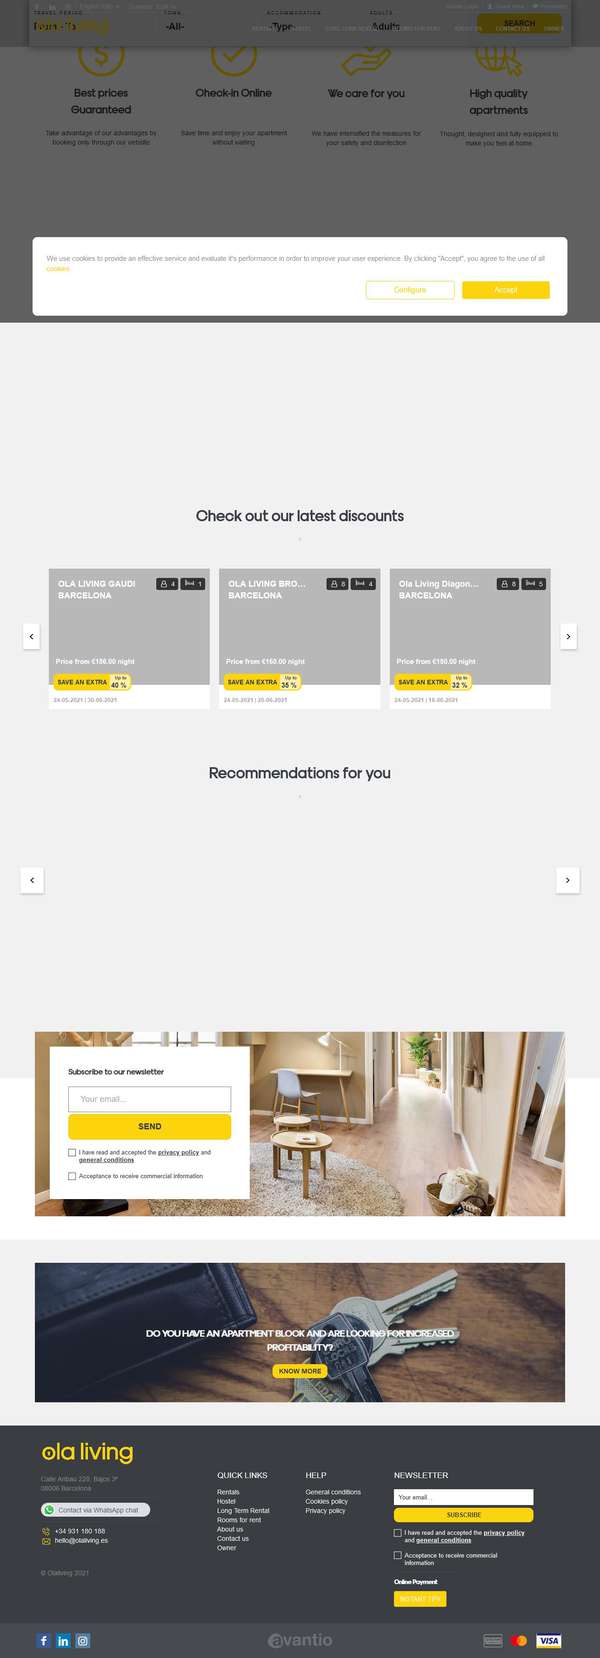 TRAVEL PERIOD
TOWN
ACCOMMODATION
ADULTS
From - To
-All-
-Type-
Adults
SEARCH
ola living
ABOUT US
CONTACT US
OWNER
Best prices
Guaranteed
Take advantage of our advantages by
booking only through our website
Check-in Online
Save time and enjoy your apartment
without waiting
We care for you
We have intensified the measures for
your safety and disinfection
High quality
apartments
Thought, designed and fully equipped to
make you feel at home
We use cookies to provide an effective service and evaluate it's performance in order to improve your user experience. By clicking "Accept", you agree to the use of all
cookies
Configure
Accept
Check out our latest discounts
OLA LIVING GAUDI
BARCELONA
4
1
Price from €186.00 night
SAVE AN EXTRA
Up to
40 %
24-05-2021 | 30-06-2021
OLA LIVING BRO...
BARCELONA
8
4
Price from €160.00 night
SAVE AN EXTRA
Up to
35 %
24-05-2021 | 20-06-2021
Ola Living Diagon...
BARCELONA
8
5
Price from €180.00 night
SAVE AN EXTRA
Up to
32 %
Recommendations for you
Subscribe to our newsletter
Your email...
SEND
I have read and accepted the privacy policy and
general conditions
Acceptance to receive commercial information
DO YOU HAVE AN APARTMENT BLOCK AND ARE LOOKING FOR INCREASED
PROFITABILITY?
KNOW MORE
ola living
Calle Aribau 228, Bajos 3ª
08006 Barcelona
Contact via WhatsApp chat
+34 931 180 188
hello@olaliving.es
© Olaliving 2021
QUICK LINKS
Rentals
Hostel
Long Term Rental
Rooms for rent
About us
Contact us
Owner
HELP
General conditions
Cookies policy
Privacy policy
NEWSLETTER
Your email...
SUBSCRIBE
I have read and accepted the privacy policy
and general conditions
Acceptance to receive commercial
information
Online Payment
INSTANT TPV
avantio
VISA